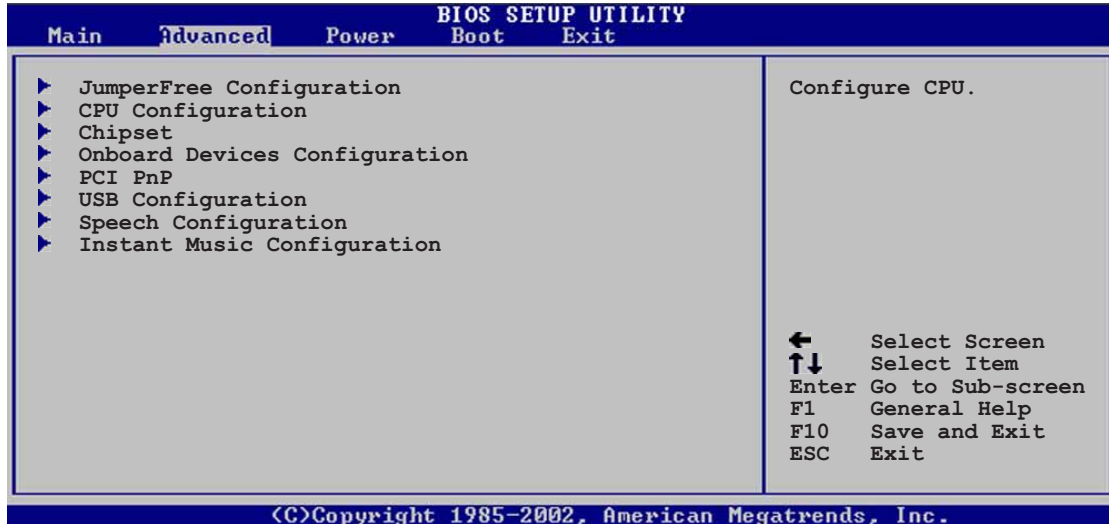 BIOS SETUP UTILITY
Main Advanced Power Boot Exit
JumperFree Configuration
CPU Configuration
Chipset
Onboard Devices Configuration
PCI PnP
USB Configuration
Speech Configuration
Instant Music Configuration
Configure CPU.
← Select Screen
↑↓ Select Item
Enter Go to Sub-screen
F1 General Help
F10 Save and Exit
ESC Exit
(C)Copyright 1985-2002, American Megatrends, Inc.